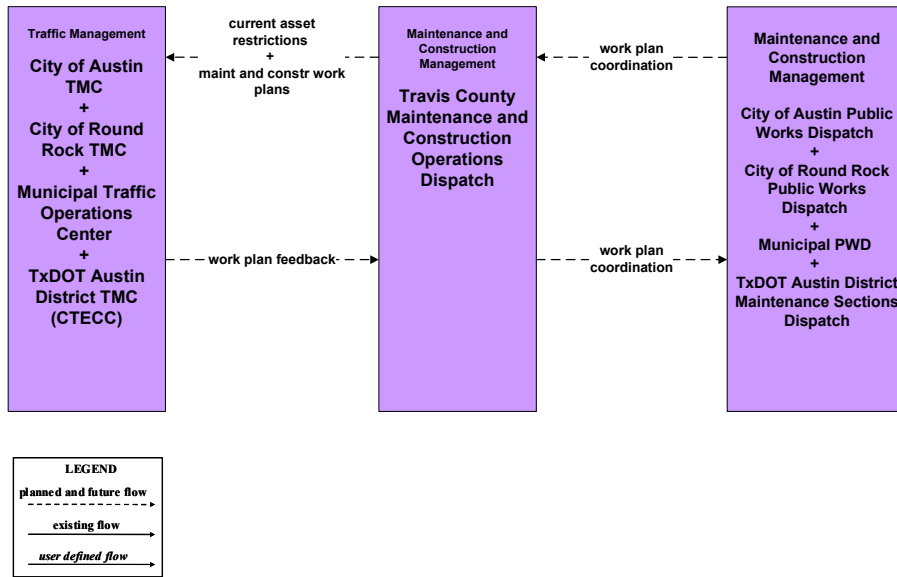 Traffic Management
City of Austin
TMC
+
City of Round
Rock TMC
+
Municipal Traffic
Operations
Center
+
TxDOT Austin
District TMC
(CTECC)
current asset
restrictions
+
maint and constr work
plans
work plan feedback
Maintenance and
Construction
Management
Travis County
Maintenance and
Construction
Operations
Dispatch
work plan
coordination
work plan
coordination
Maintenance and
Construction
Management
City of Austin Public
Works Dispatch
+
City of Round Rock
Public Works
Dispatch
+
Municipal PWD
+
TxDOT Austin District
Maintenance Sections
Dispatch
LEGEND
planned and future flow
existing flow
user defined flow